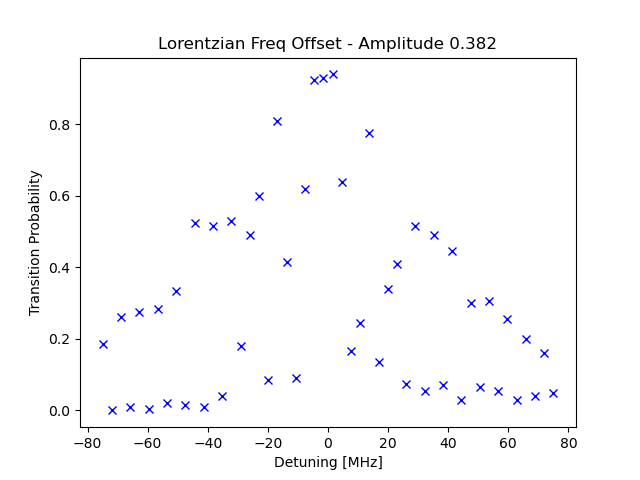 Lorentzian Freq Offset - Amplitude 0.382
Transition Probability
0.8
0.6
0.4
0.2
0.0
−80 −60 −40 −20 0 20 40 60 80
Detuning [MHz]